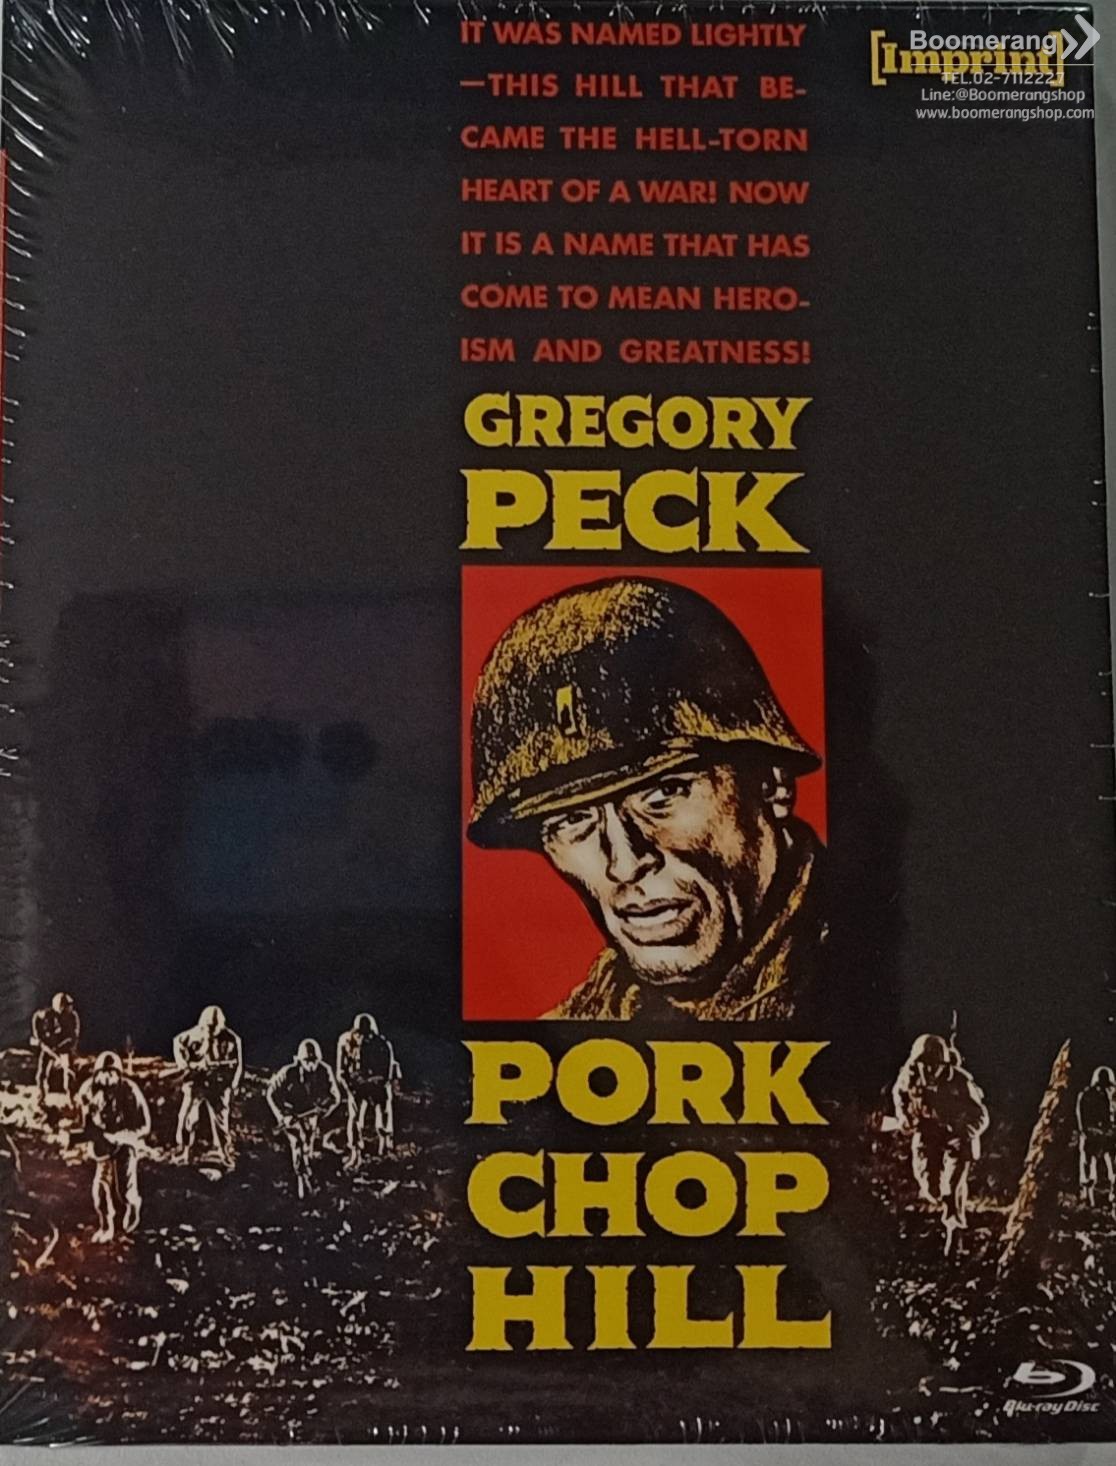 IT WAS NAMED LIGHTLY
—THIS HILL THAT BE-
CAME THE HELL-TORN
HEART OF A WAR! NOW
IT IS A NAME THAT HAS
COME TO MEAN HERO-
ISM AND GREATNESS!
[Imprint]
Boomerang
TEL.02-7112227
Line:@Boomerangshop
www.boomerangshop.com
GREGORY
PECK
PORK
CHOP
HILL
Blu-ray Disc